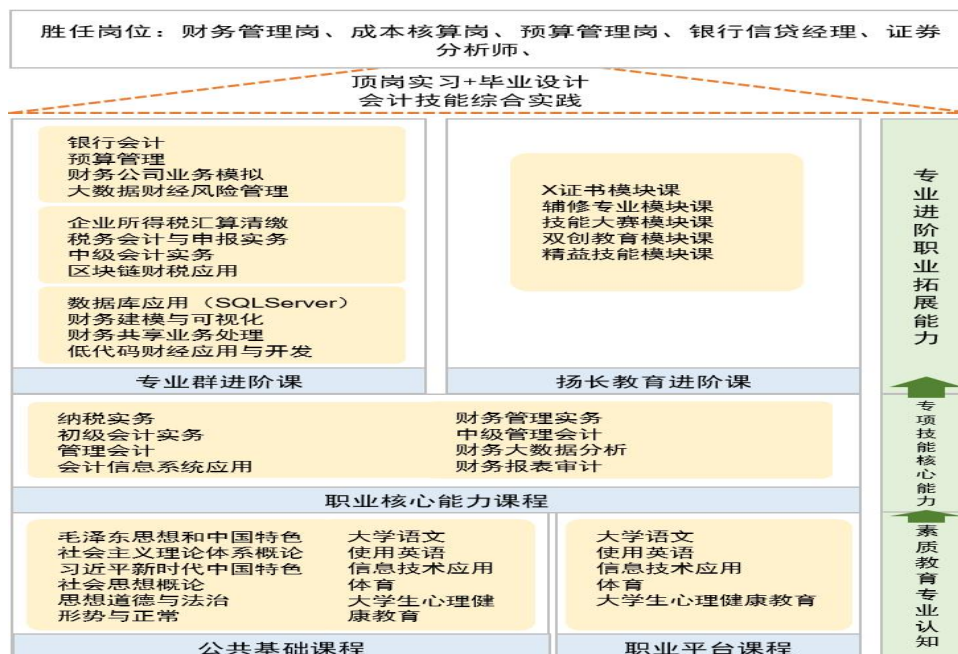 胜任岗位：财务管理岗、成本核算岗、预算管理岗、银行信贷经理、证券
分析师、
顶岗实习+毕业设计
会计技能综合实践
银行会计
预算管理
财务公司业务模拟
大数据财经风险管理
企业所得税汇算清缴
税务会计与申报实务
中级会计实务
区块链财税应用
数据库应用（SQLServer）
财务建模与可视化
财务共享业务处理
低代码财经应用与开发
专业群进阶课
X证书模块课
辅修专业模块课
技能大赛模块课
双创教育模块课
精益技能模块课
扬长教育进阶课
专业进阶职业拓展能力
纳税实务
初级会计实务
管理会计
会计信息系统应用
财务管理实务
中级管理会计
财务大数据分析
财务报表审计
职业核心能力课程
专项技能核心能力
毛泽东思想和中国特色
社会主义理论体系概论
习近平新时代中国特色
社会思想概论
思想道德与法治
形势与正常
大学语文
使用英语
信息技术应用
体育
大学生心理健
康教育
公共基础课程
大学语文
使用英语
信息技术应用
体育
大学生心理健康教育
职业平台课程
素质教育专业认知